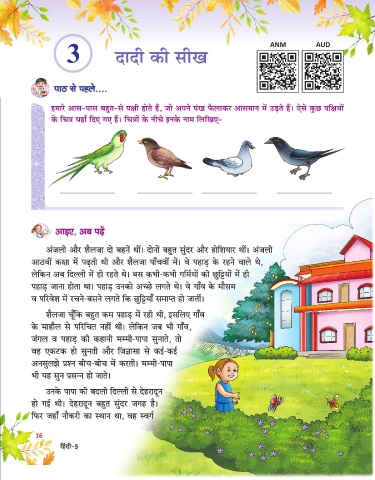 ANM AUD
3 दादी की सीख
पाठ से पहले....
हमारे आस-पास बहुत-से पक्षी होते हैं, जो अपने पंख फैलाकर आसमान में उड़ते हैं। ऐसे कुछ पक्षियों
के चित्र यहाँ दिए गए हैं। चित्रों के नीचे इनके नाम लिखिए-
आइए, अब पढ़ें
अंजली और शैलजा दो बहनें थीं। दोनों बहुत सुंदर और होशियार थीं। अंजली
आठवीं कक्षा में पढ़ती थी और शैलजा पाँचवीं में। वे पहाड़ के रहने वाले थे,
लेकिन अब दिल्ली में ही रहते थे। बस कभी-कभी गर्मियों को छुट्टियों में ही
पहाड़ जाना होता था। पहाड़ उनको अच्छे लगते थे। वे गाँव के मौसम
व परिवेश में रचने-बसने लगते कि छुट्टियाँ समाप्त हो जातीं।
शैलजा चूँकि बहुत कम पहाड़ में रही थी, इसलिए गाँव
के माहौल से परिचित नहीं थी। लेकिन जब भी गाँव,
जंगल व पहाड़ की कहानी मम्मी-पापा सुनाते, तो
वह एकटक हो सुनती और जिज्ञासा से कई-कई
अनसुलझे प्रश्न बीच-बीच में करती। मम्मी-पापा
भी यह सुन प्रसन्न हो जाते।
उनके पापा की बदली दिल्ली से देहरादून
हो गई थी। देहरादून बहुत सुंदर जगह है।
फिर जहाँ नौकरी का स्थान था, वह स्वर्ग
16
हिंदी-5